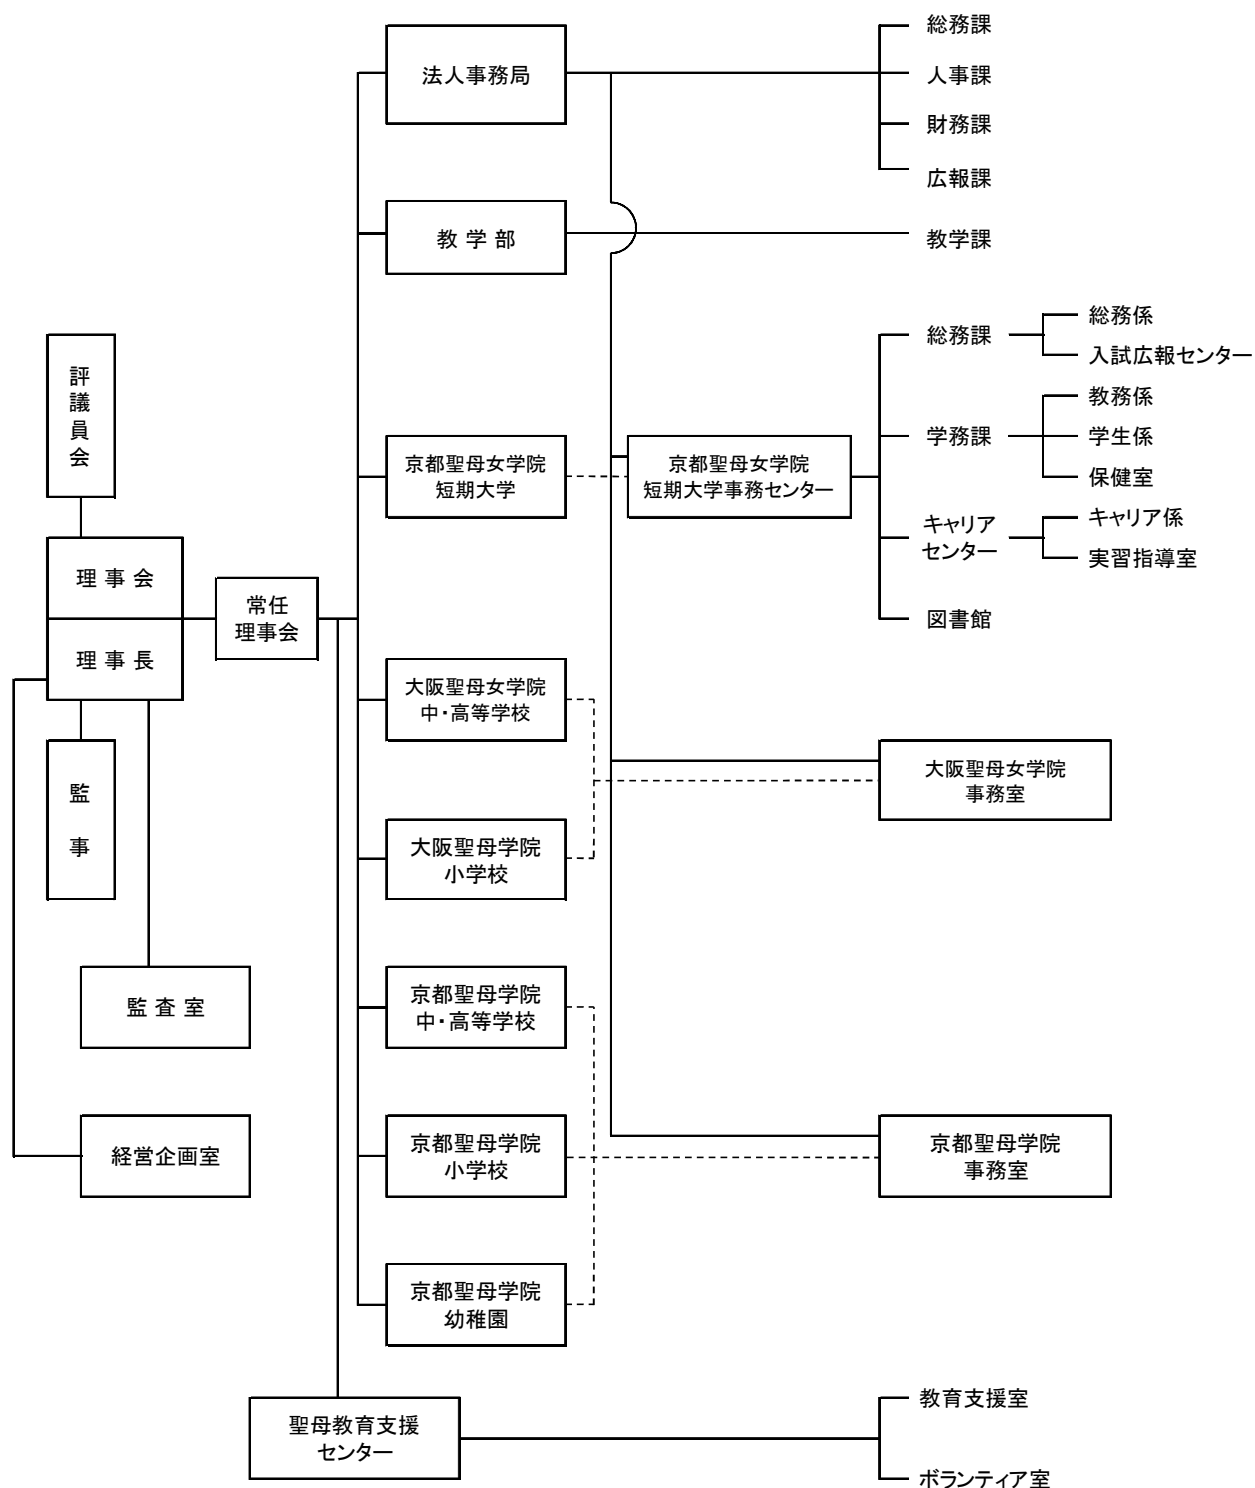 総務課
法人事務局
人事課
財務課
広報課
教 学 部
教学課
評議員会
総務課
総務係
入試広報センター
京都聖母女学院
短期大学
京都聖母女学院
短期大学事務センター
学務課
教務係
学生係
保健室
キャリア
センター
キャリア係
実習指導室
図書館
理 事 会
理 事 長
常任
理事会
大阪聖母女学院
中・高等学校
大阪聖母女学院
事務室
監 事
大阪聖母学院
小学校
監 査 室
京都聖母学院
中・高等学校
経営企画室
京都聖母学院
小学校
京都聖母学院
事務室
京都聖母学院
幼稚園
聖母教育支援
センター
教育支援室
ボランティア室